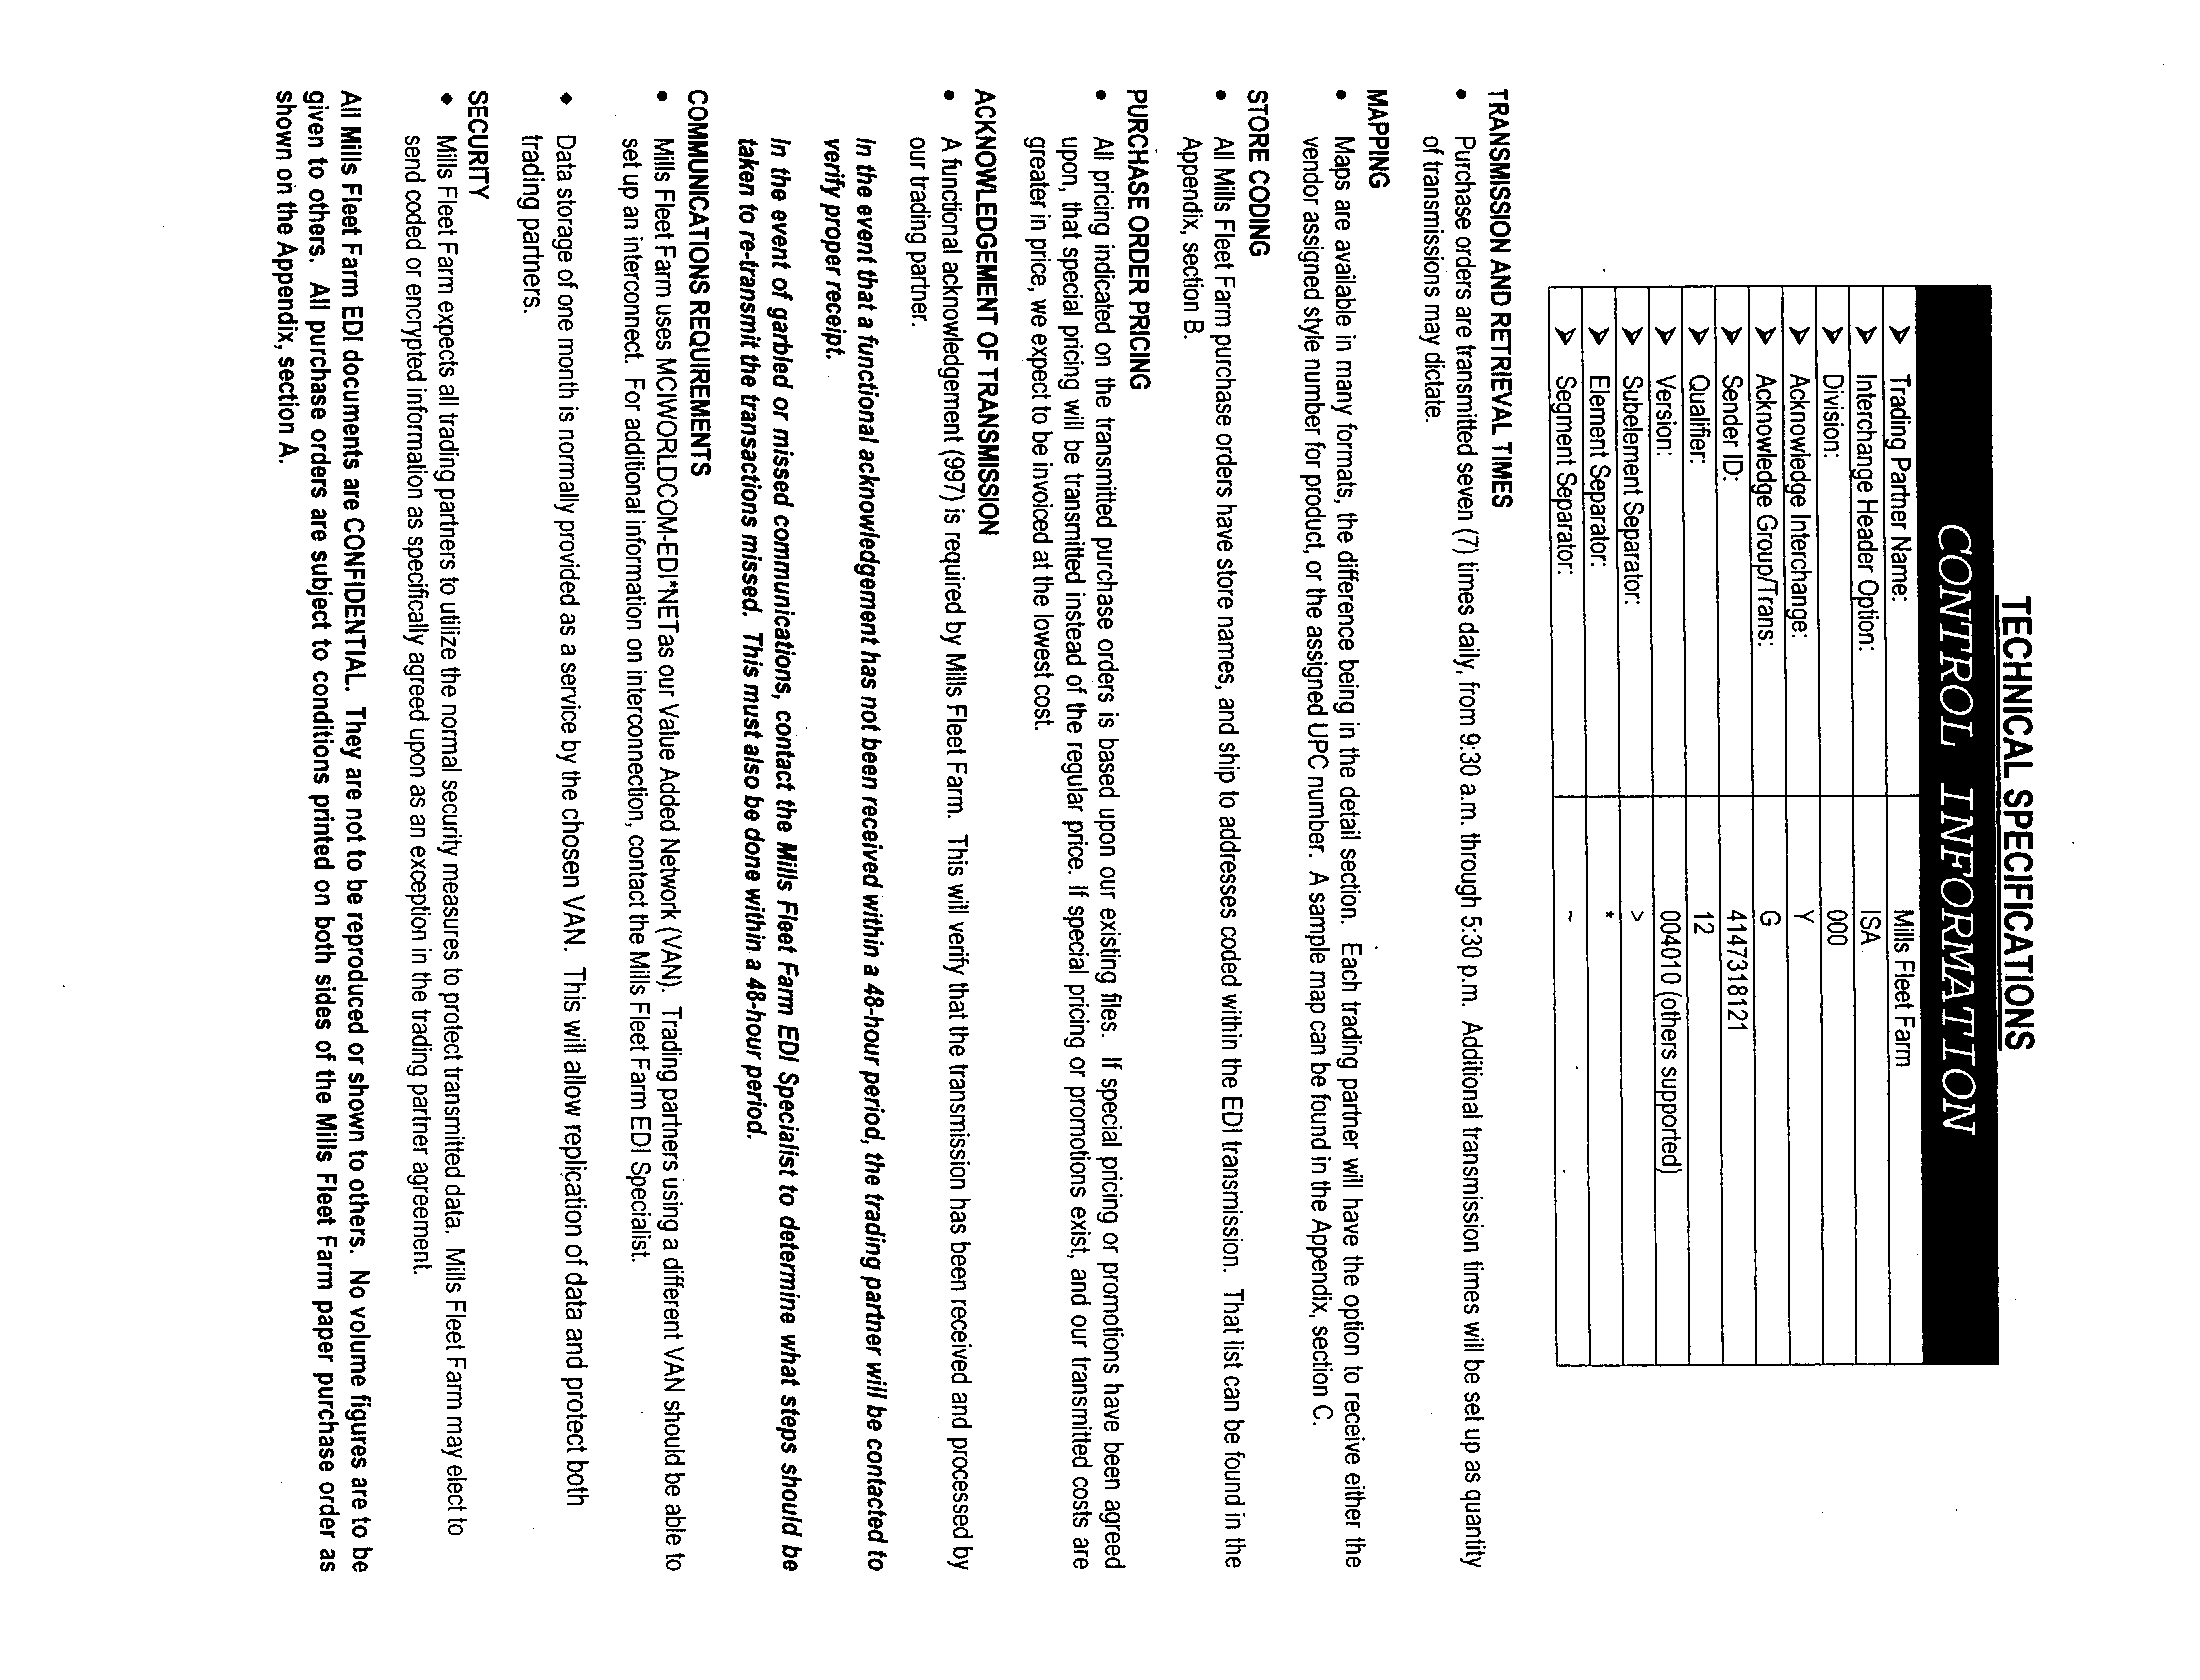 TECHNICAL SPECIFICATIONS
CONTROL INFORMATION
➢ Trading Partner Name: Mills Fleet Farm
➢ Interchange Header Option: ISA
➢ Division: 000
➢ Acknowledge Interchange: Y
➢ Acknowledge Group/Trans: G
➢ Sender ID: 4147318121
➢ Qualifier: 12
➢ Version: 004010 (others supported)
➢ Subelement Separator: >
➢ Element Separator: *
➢ Segment Separator: ~
TRANSMISSION AND RETRIEVAL TIMES
• Purchase orders are transmitted seven (7) times daily, from 9:30 a.m. through 5:30 p.m. Additional transmission times will be set up as quantity
of transmissions may dictate.
MAPPING
• Maps are available in many formats, the difference being in the detail section. Each trading partner will have the option to receive either the
vendor assigned style number for product, or the assigned UPC number. A sample map can be found in the Appendix, section C.
STORE CODING
• All Mills Fleet Farm purchase orders have store names, and ship to addresses coded within the EDI transmission. That list can be found in the
Appendix, section B.
PURCHASE ORDER PRICING
• All pricing indicated on the transmitted purchase orders is based upon our existing files. If special pricing or promotions have been agreed
upon, that special pricing will be transmitted instead of the regular price. If special pricing or promotions exist, and our transmitted costs are
greater in price, we expect to be invoiced at the lowest cost.
ACKNOWLEDGEMENT OF TRANSMISSION
• A functional acknowledgement (997) is required by Mills Fleet Farm. This will verify that the transmission has been received and processed by
our trading partner.
In the event that a functional acknowledgement has not been received within a 48-hour period, the trading partner will be contacted to
verify proper receipt.
In the event of garbled or missed communications, contact the Mills Fleet Farm EDI Specialist to determine what steps should be
taken to re-transmit the transactions missed. This must also be done within a 48-hour period.
COMMUNICATIONS REQUIREMENTS
• Mills Fleet Farm uses MCIWORLDCOM-EDI*NETas our Value Added Network (VAN). Trading partners using a different VAN should be able to
set up an interconnect. For additional information on interconnection, contact the Mills Fleet Farm EDI Specialist.
♦ Data storage of one month is normally provided as a service by the chosen VAN. This will allow replication of data and protect both
trading partners.
SECURITY
♦ Mills Fleet Farm expects all trading partners to utilize the normal security measures to protect transmitted data. Mills Fleet Farm may elect to
send coded or encrypted information as specifically agreed upon as an exception in the trading partner agreement.
All Mills Fleet Farm EDI documents are CONFIDENTIAL. They are not to be reproduced or shown to others. No volume figures are to be
given to others. All purchase orders are subject to conditions printed on both sides of the Mills Fleet Farm paper purchase order as
shown on the Appendix, section A.